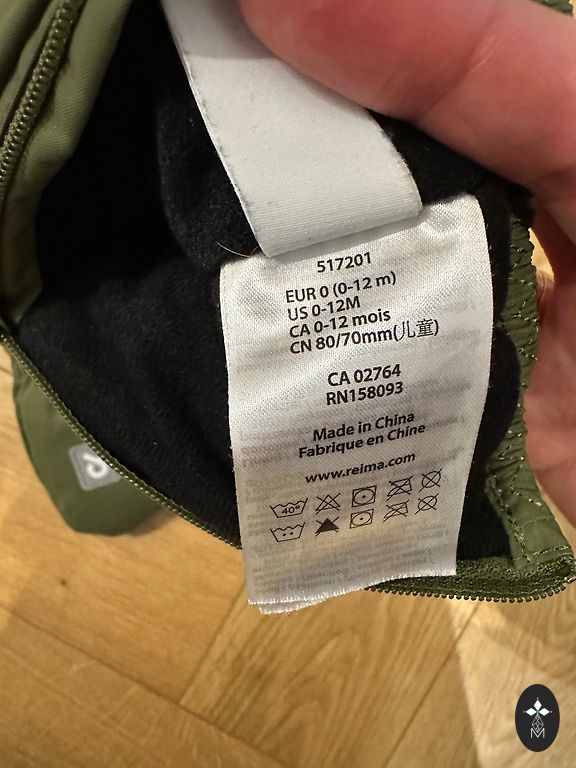 517201
EUR 0 (0-12 m)
US 0-12M
CA 0-12 mois
CN 80/70mm(儿童)
CA 02764
RN158093
Made in China
Fabrique en Chine
www.reima.com
40°